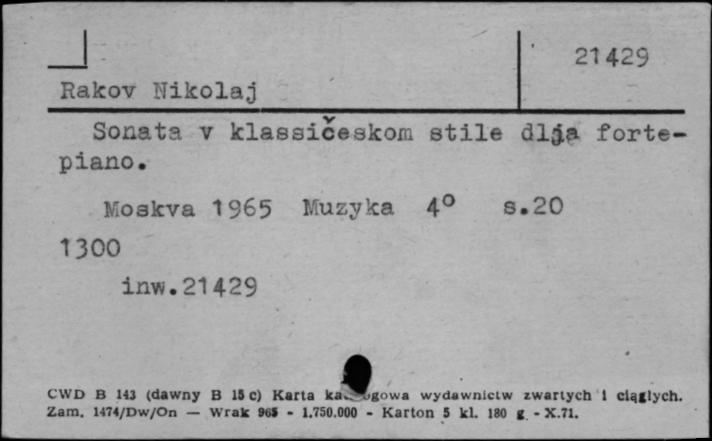 21429
Rakov Nikolaj
Sonata v klassičeskom stile dlja forte-
piano.
Moskva 1965 Muzyka 4° s.20
1300
inw.21429
CWD B 143 (dawny B 15 c) Karta wydawnictw zwartych i ciągłych.
Zam. 1474/Dw/On — Wrak 965 - 1.750.000 - Karton 5 kl. 180 g - X.71.